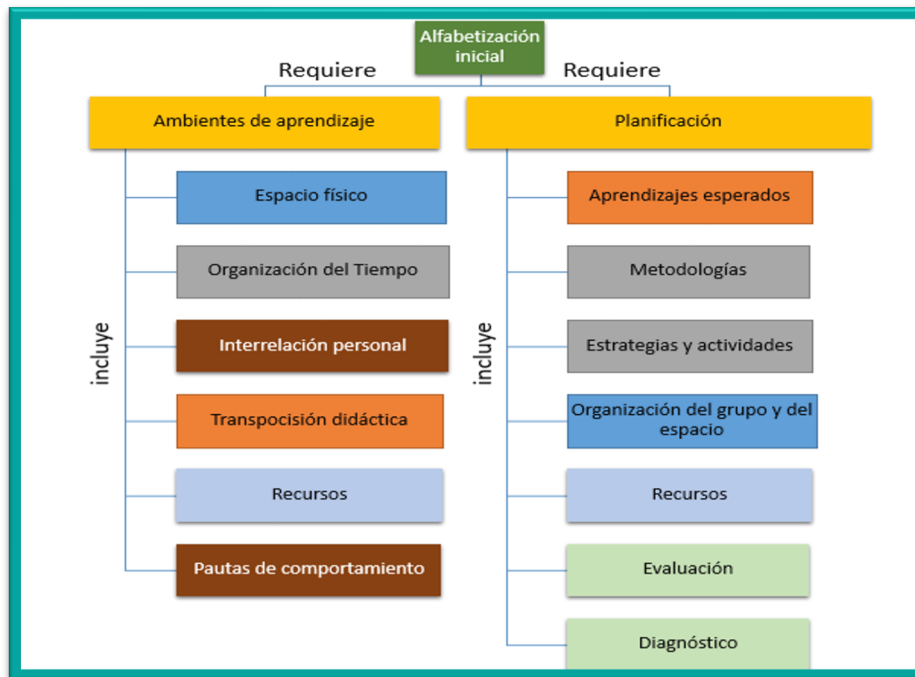 Alfabetización
inicial
Requiere
Requiere
Ambientes de aprendizaje
incluye
Espacio físico
Organización del Tiempo
Interrelación personal
Transpocisión didáctica
Recursos
Pautas de comportamiento
Planificación
incluye
Aprendizajes esperados
Metodologías
Estrategias y actividades
Organización del grupo y del
espacio
Recursos
Evaluación
Diagnóstico